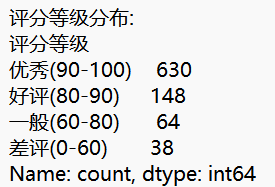 评分等级分布:
评分等级
优秀(90-100)    630
好评(80-90)     148
一般(60-80)      64
差评(0-60)       38
Name: count, dtype: int64